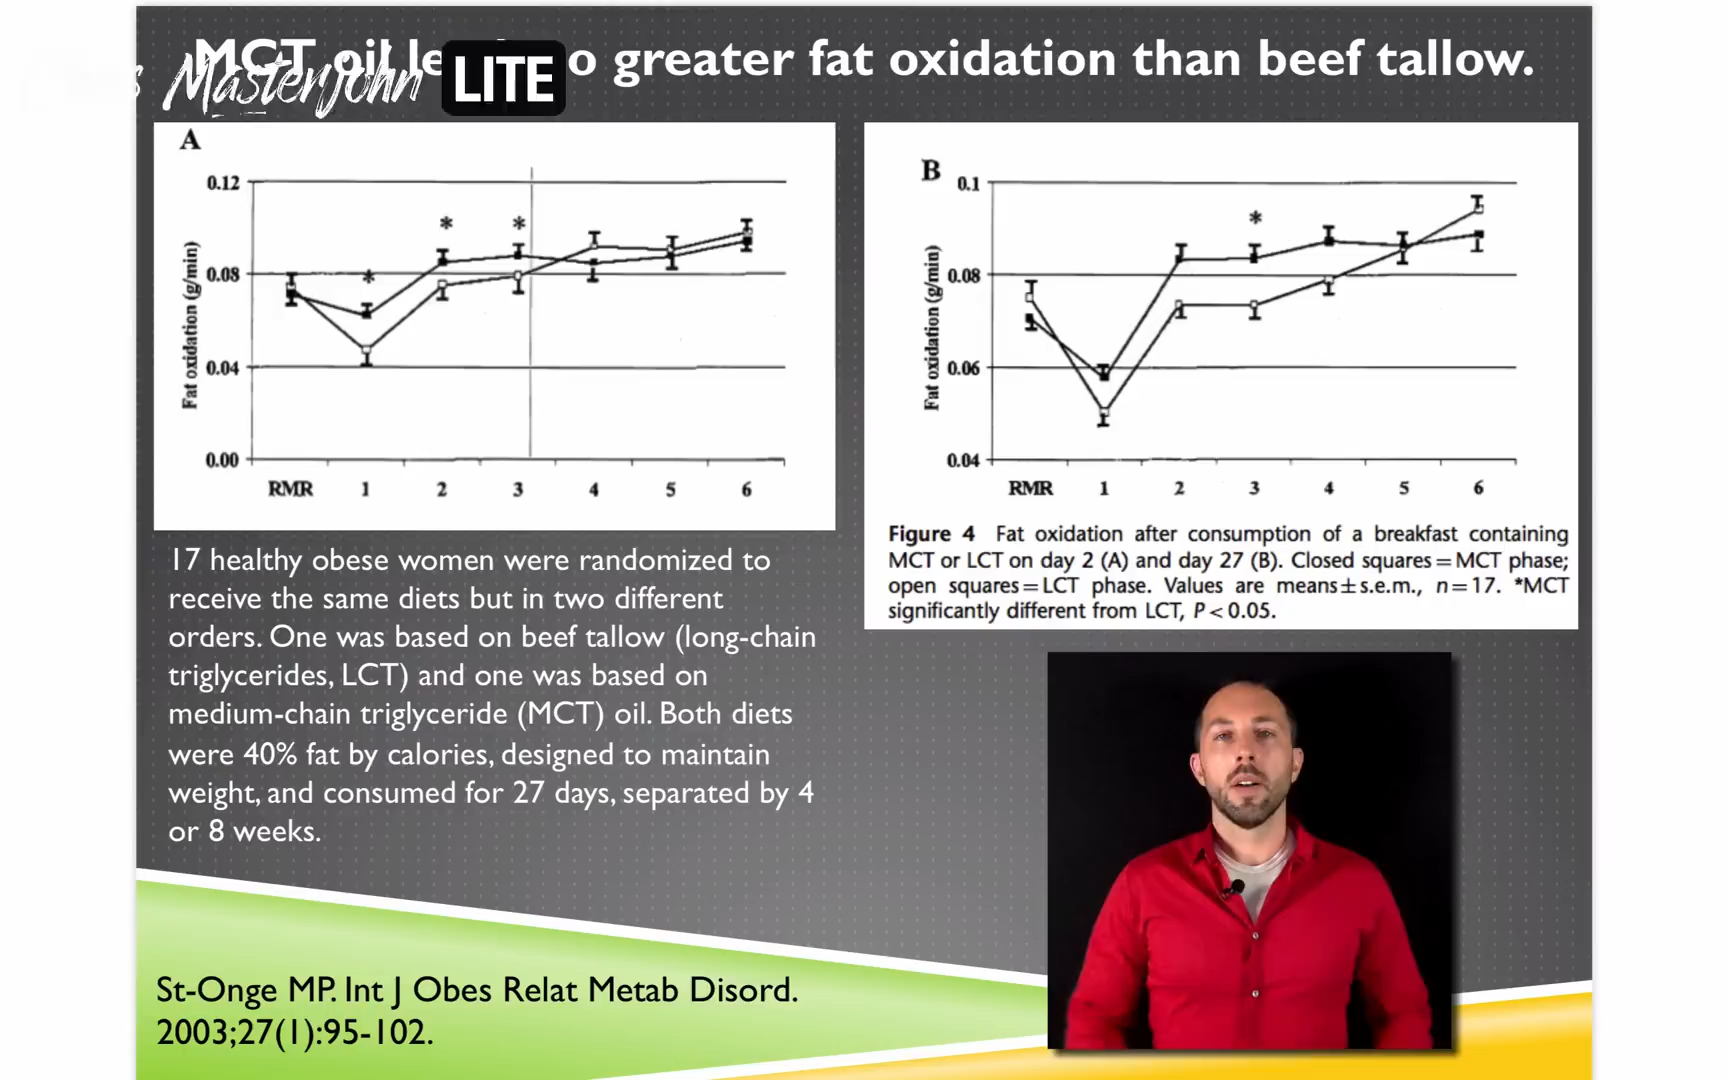 MCT oil le o greater fat oxidation than beef tallow.
Masterjohn LITE
A
0.12
0.08
0.04
0.00
Fat oxidation (g/min)
* * *
RMR 1 2 3 4 5 6
B
0.1
0.08
0.06
0.04
Fat oxidation (g/min)
*
RMR 1 2 3 4 5 6
Figure 4 Fat oxidation after consumption of a breakfast containing
MCT or LCT on day 2 (A) and day 27 (B). Closed squares = MCT phase;
open squares = LCT phase. Values are means ± s.e.m., n = 17. *MCT
significantly different from LCT, P < 0.05.
17 healthy obese women were randomized to
receive the same diets but in two different
orders. One was based on beef tallow (long-chain
triglycerides, LCT) and one was based on
medium-chain triglyceride (MCT) oil. Both diets
were 40% fat by calories, designed to maintain
weight, and consumed for 27 days, separated by 4
or 8 weeks.
St-Onge MP. Int J Obes Relat Metab Disord.
2003;27(1):95-102.